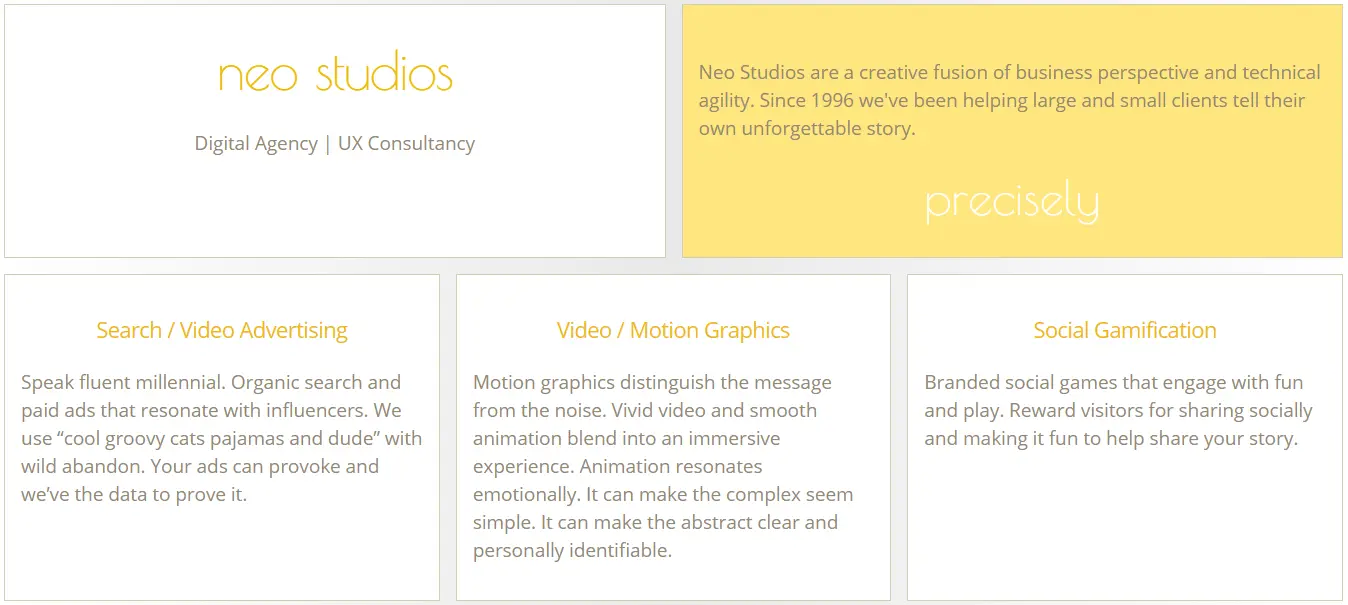 neo studios
Digital Agency | UX Consultancy
Neo Studios are a creative fusion of business perspective and technical
agility. Since 1996 we've been helping large and small clients tell their
own unforgettable story.
precisely
Search / Video Advertising
Speak fluent millennial. Organic search and
paid ads that resonate with influencers. We
use “cool groovy cats pajamas and dude” with
wild abandon. Your ads can provoke and
we’ve the data to prove it.
Video / Motion Graphics
Motion graphics distinguish the message
from the noise. Vivid video and smooth
animation blend into an immersive
experience. Animation resonates
emotionally. It can make the complex seem
simple. It can make the abstract clear and
personally identifiable.
Social Gamification
Branded social games that engage with fun
and play. Reward visitors for sharing socially
and making it fun to help share your story.